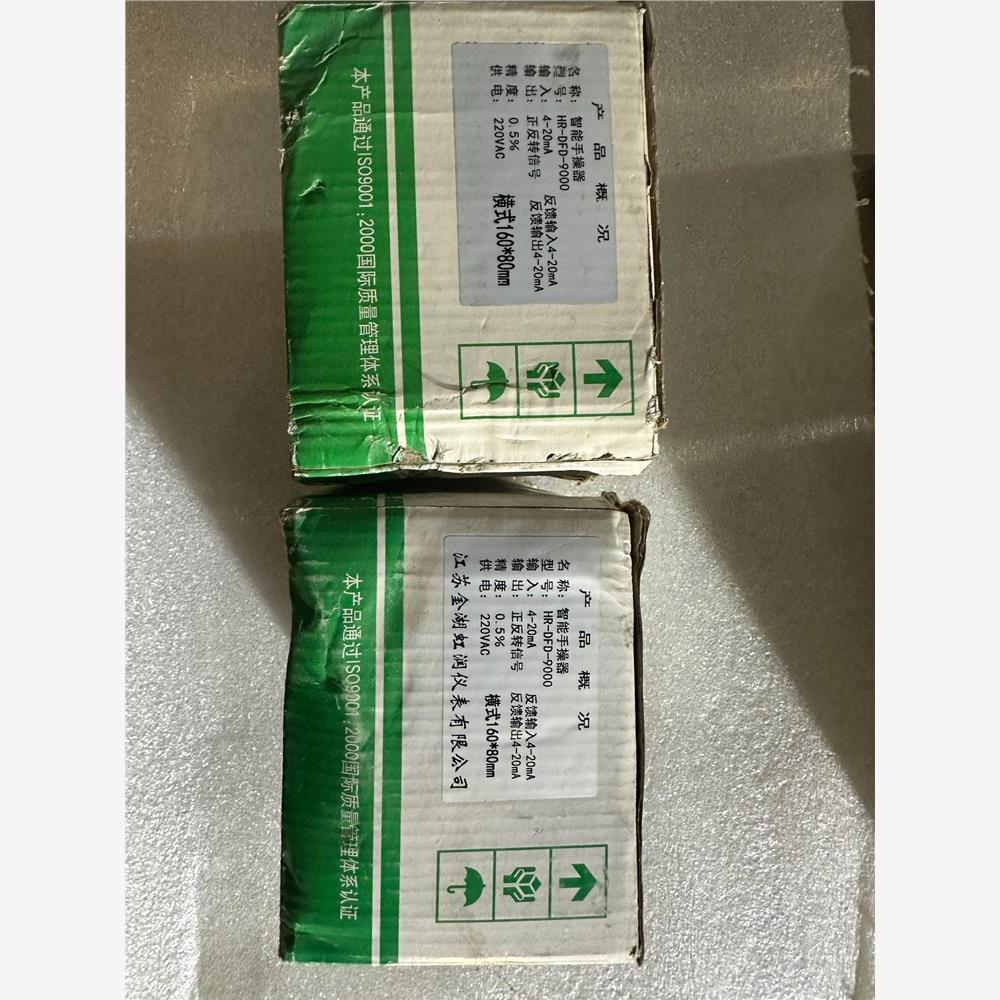 产品概况
名称：智能手操器
型号：HR-DFD-9000
输入：4-20mA 反馈输入4-20mA
输出：正反转信号 反馈输出4-20mA
精度：0.5%
供电：220VAC 横式160*80mm
本产品通过ISO9001:2000国际质量管理体系认证
产品概况
名称：智能手操器
型号：HR-DFD-9000
输入：4-20mA 反馈输入4-20mA
输出：正反转信号 反馈输出4-20mA
精度：0.5%
供电：220VAC 横式160*80mm
江苏金湖虹润仪表有限公司
本产品通过ISO9001:2000国际质量管理体系认证